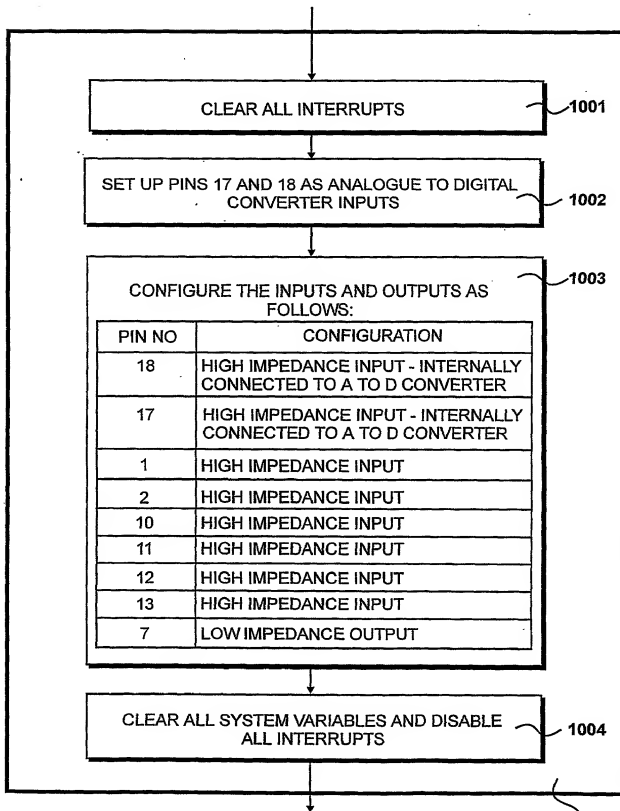 CLEAR ALL INTERRUPTS
1001
SET UP PINS 17 AND 18 AS ANALOGUE TO DIGITAL
CONVERTER INPUTS
1002
1003
CONFIGURE THE INPUTS AND OUTPUTS AS
FOLLOWS:
PIN NO CONFIGURATION
18 HIGH IMPEDANCE INPUT - INTERNALLY
CONNECTED TO A TO D CONVERTER
17 HIGH IMPEDANCE INPUT - INTERNALLY
CONNECTED TO A TO D CONVERTER
1 HIGH IMPEDANCE INPUT
2 HIGH IMPEDANCE INPUT
10 HIGH IMPEDANCE INPUT
11 HIGH IMPEDANCE INPUT
12 HIGH IMPEDANCE INPUT
13 HIGH IMPEDANCE INPUT
7 LOW IMPEDANCE OUTPUT
CLEAR ALL SYSTEM VARIABLES AND DISABLE
ALL INTERRUPTS
1004